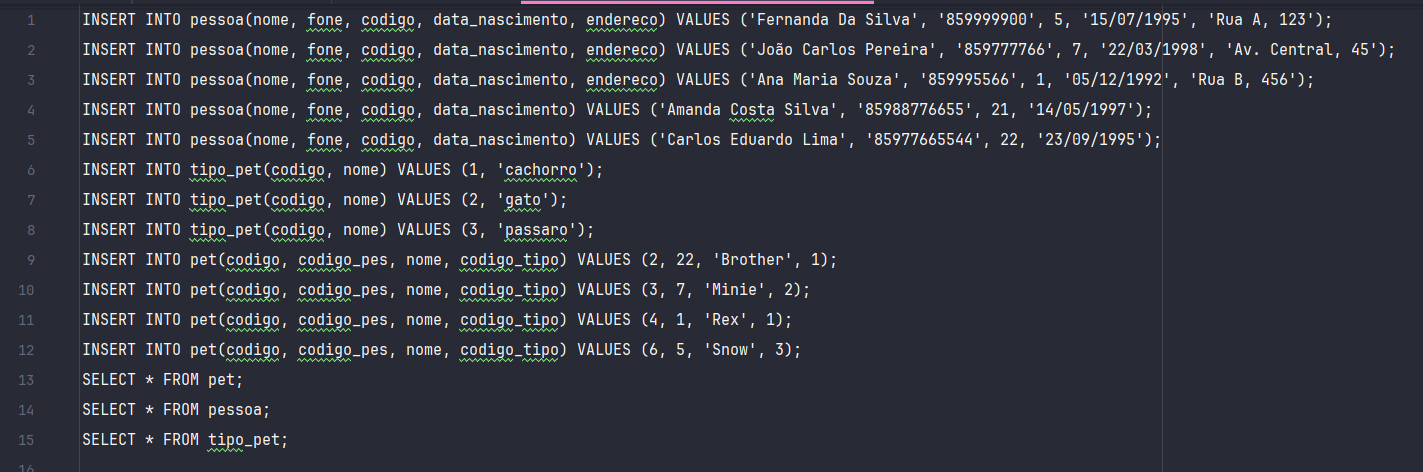 1 INSERT INTO pessoa(nome, fone, codigo, data_nascimento, endereco) VALUES ('Fernanda Da Silva', '859999900', 5, '15/07/1995', 'Rua A, 123');
2 INSERT INTO pessoa(nome, fone, codigo, data_nascimento, endereco) VALUES ('João Carlos Pereira', '859777766', 7, '22/03/1998', 'Av. Central, 45');
3 INSERT INTO pessoa(nome, fone, codigo, data_nascimento, endereco) VALUES ('Ana Maria Souza', '859995566', 1, '05/12/1992', 'Rua B, 456');
4 INSERT INTO pessoa(nome, fone, codigo, data_nascimento) VALUES ('Amanda Costa Silva', '85988776655', 21, '14/05/1997');
5 INSERT INTO pessoa(nome, fone, codigo, data_nascimento) VALUES ('Carlos Eduardo Lima', '85977665544', 22, '23/09/1995');
6 INSERT INTO tipo_pet(codigo, nome) VALUES (1, 'cachorro');
7 INSERT INTO tipo_pet(codigo, nome) VALUES (2, 'gato');
8 INSERT INTO tipo_pet(codigo, nome) VALUES (3, 'passaro');
9 INSERT INTO pet(codigo, codigo_pes, nome, codigo_tipo) VALUES (2, 22, 'Brother', 1);
10 INSERT INTO pet(codigo, codigo_pes, nome, codigo_tipo) VALUES (3, 7, 'Minie', 2);
11 INSERT INTO pet(codigo, codigo_pes, nome, codigo_tipo) VALUES (4, 1, 'Rex', 1);
12 INSERT INTO pet(codigo, codigo_pes, nome, codigo_tipo) VALUES (6, 5, 'Snow', 3);
13 SELECT * FROM pet;
14 SELECT * FROM pessoa;
15 SELECT * FROM tipo_pet;
16